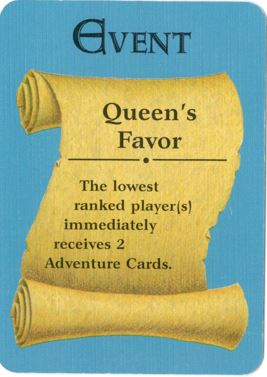 EVENT
Queen's
Favor
The lowest
ranked player(s)
immediately
receives 2
Adventure Cards.